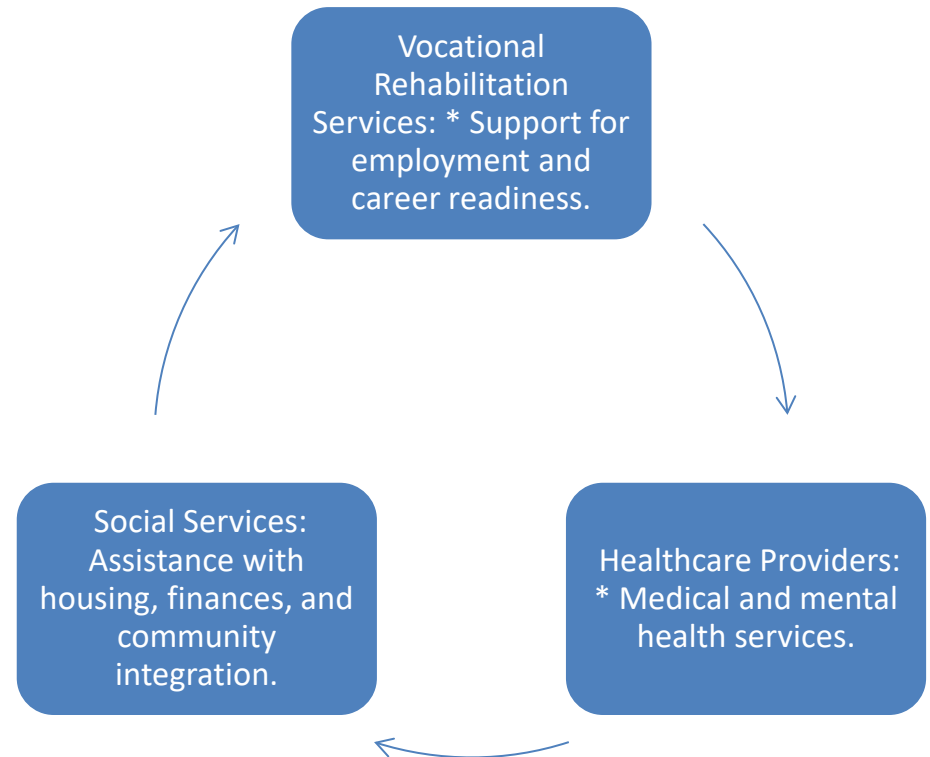 Vocational
Rehabilitation
Services: * Support for
employment and
career readiness.
Healthcare Providers:
* Medical and mental
health services.
Social Services:
Assistance with
housing, finances, and
community
integration.